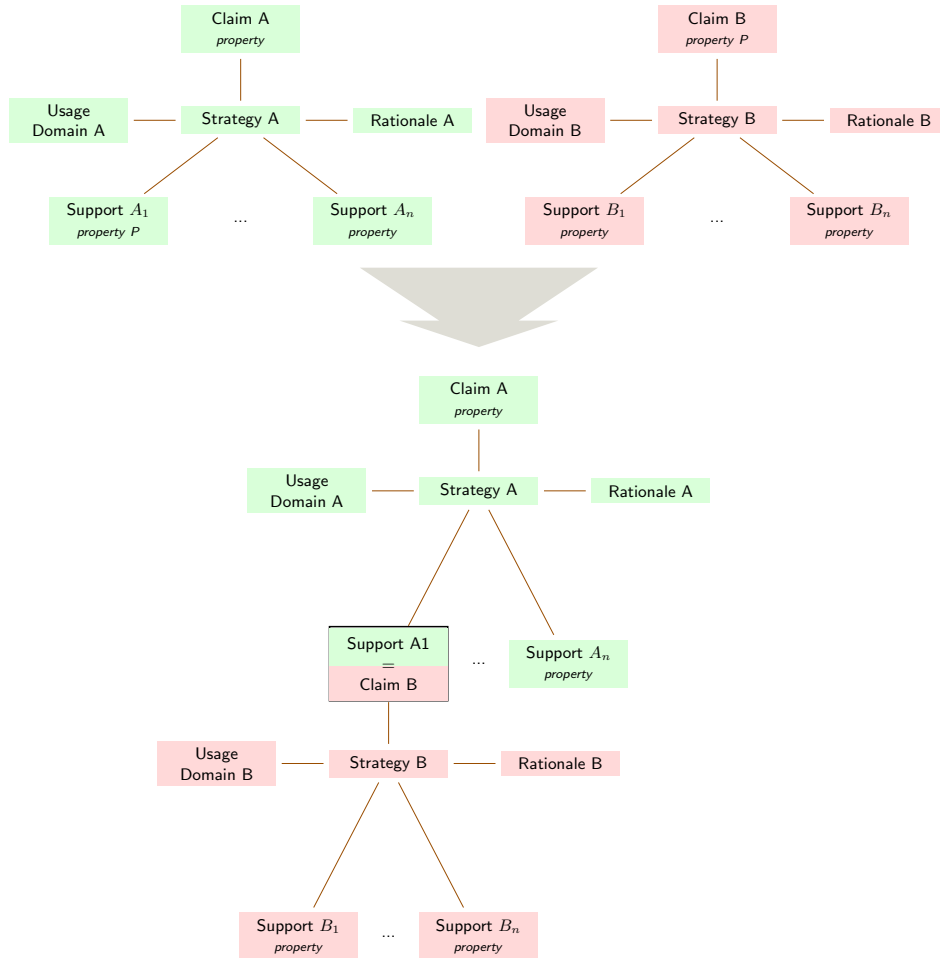 Claim A
property
Claim B
property P
Usage
Domain A
Strategy A
Rationale A
Usage
Domain B
Strategy B
Rationale B
Support A₁
property P
...
Support Aₙ
property
Support B₁
property
...
Support Bₙ
property
Claim A
property
Usage
Domain A
Strategy A
Rationale A
Support A1
=
Claim B
...
Support Aₙ
property
Usage
Domain B
Strategy B
Rationale B
Support B₁
property
...
Support Bₙ
property